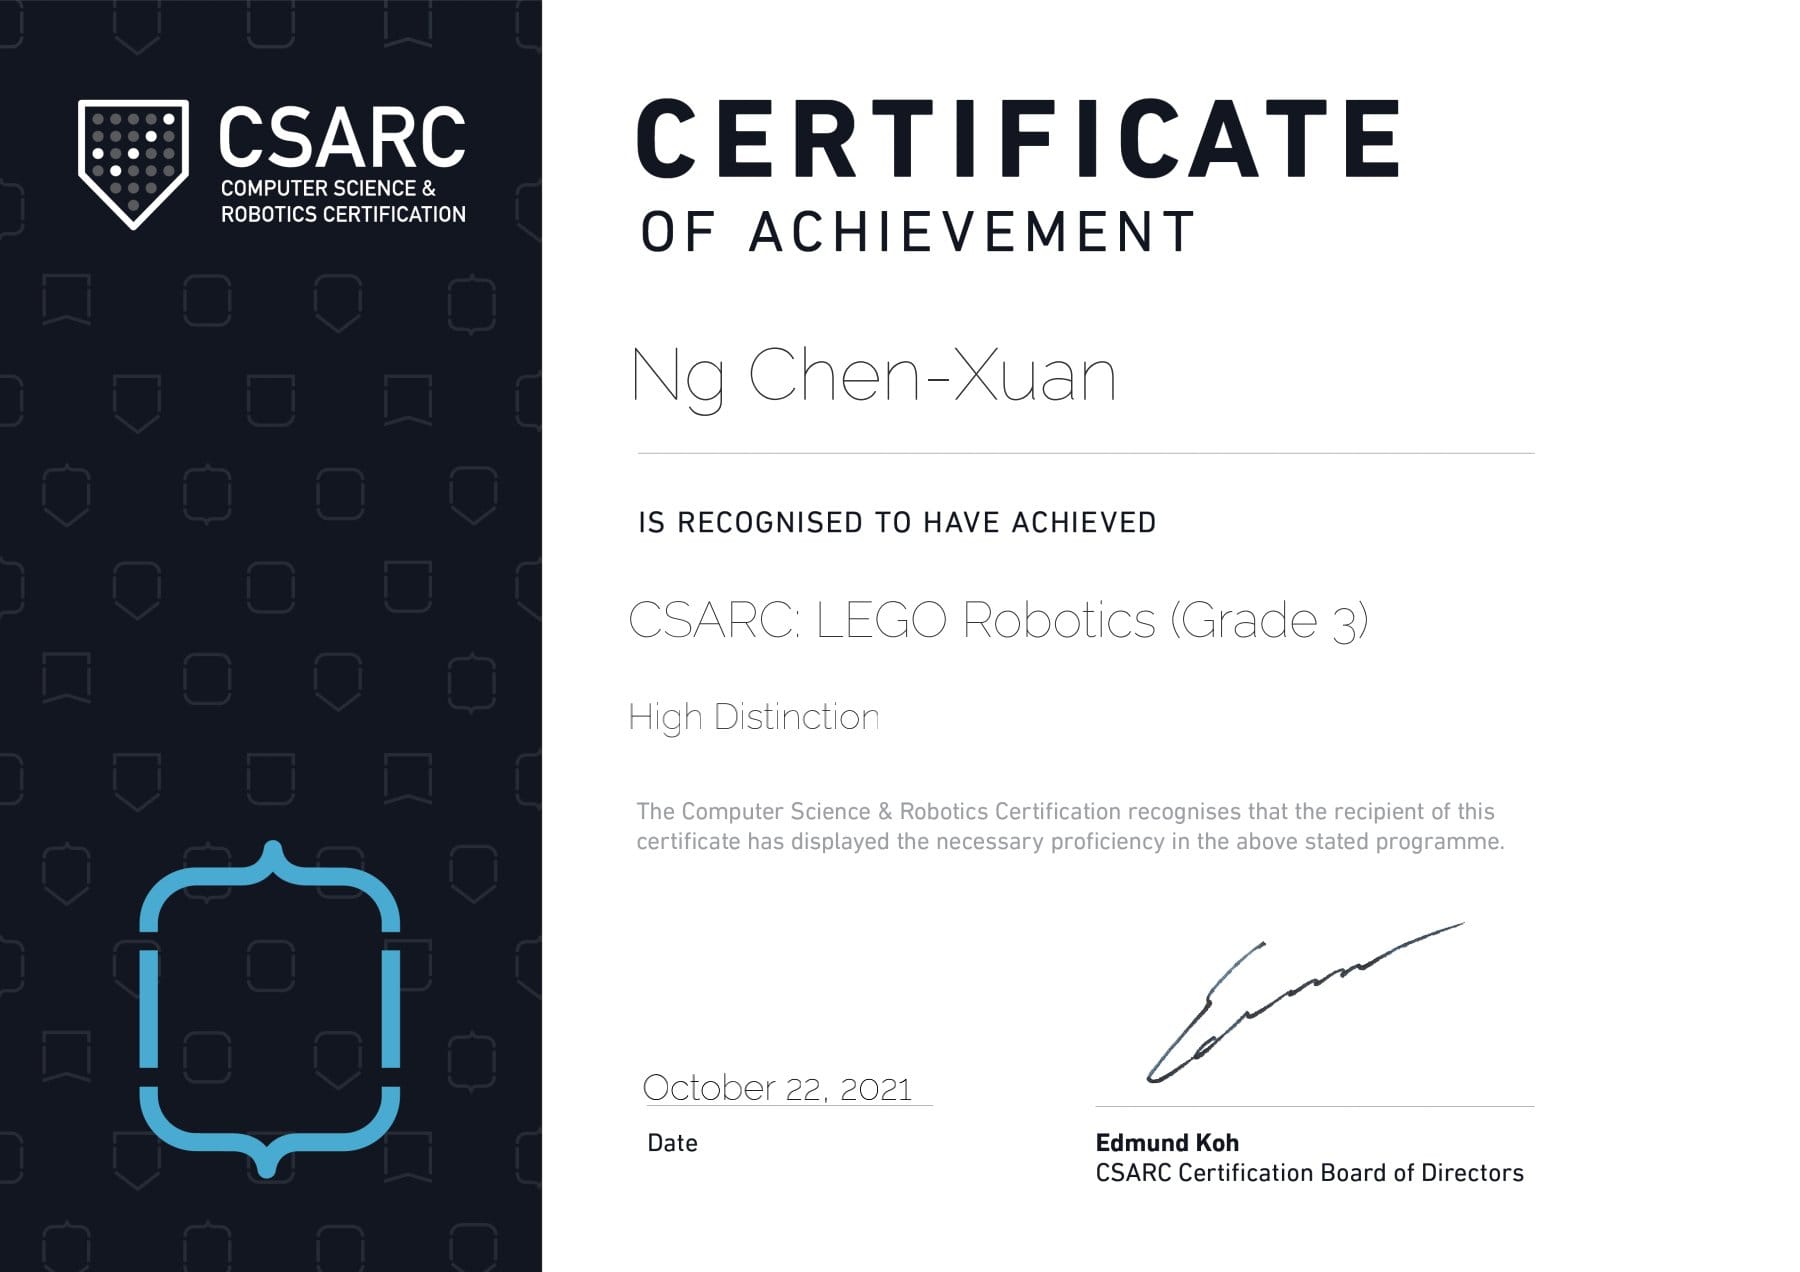 CSARC
COMPUTER SCIENCE &
ROBOTICS CERTIFICATION
CERTIFICATE
OF ACHIEVEMENT
Ng Chen-Xuan
IS RECOGNISED TO HAVE ACHIEVED
CSARC: LEGO Robotics (Grade 3)
High Distinction
The Computer Science & Robotics Certification recognises that the recipient of this
certificate has displayed the necessary proficiency in the above stated programme.
October 22, 2021
Date
Edmund Koh
CSARC Certification Board of Directors